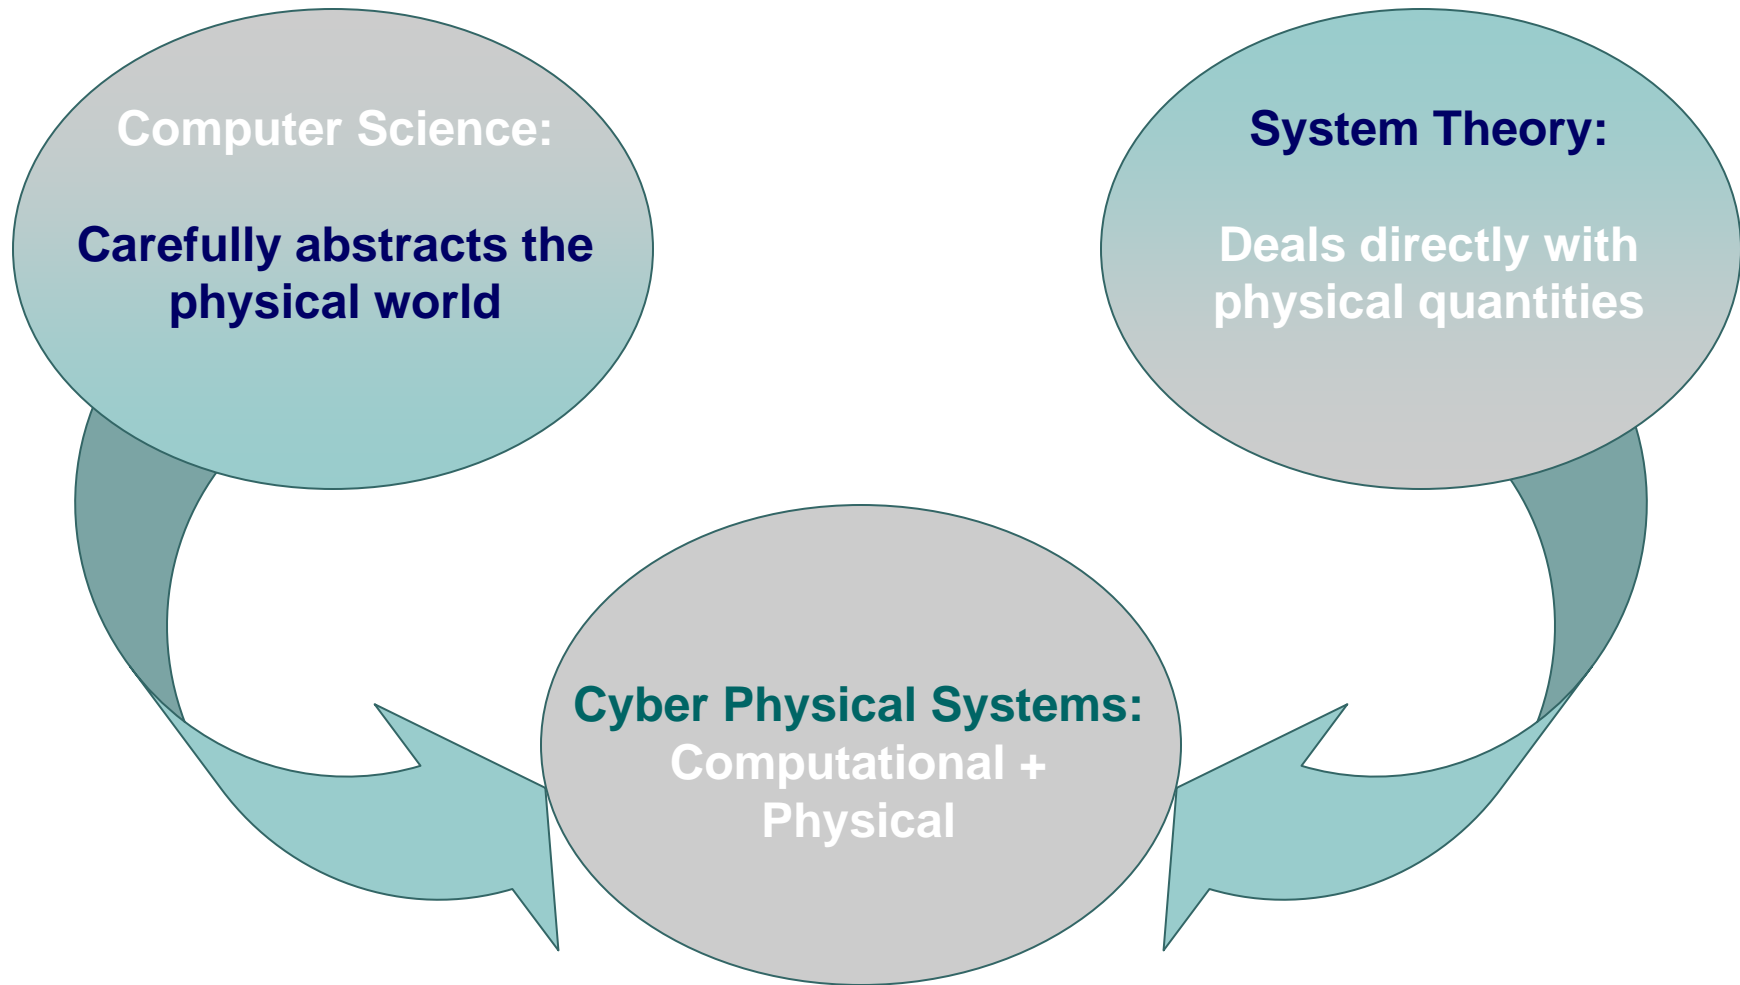 Computer Science:
Carefully abstracts the
physical world
System Theory:
Deals directly with
physical quantities
Cyber Physical Systems:
Computational +
Physical